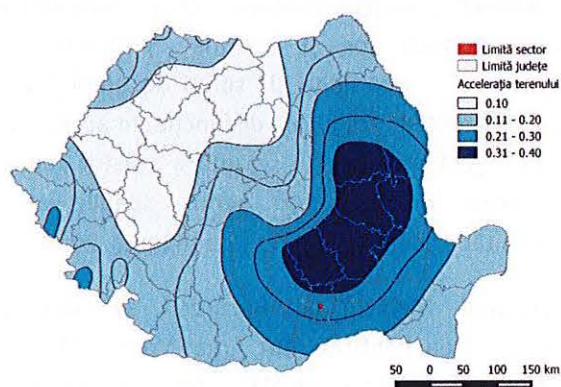 Limită sector
Limită județe
Accelerația terenului
0.10
0.11 - 0.20
0.21 - 0.30
0.31 - 0.40
50 0 50 100 150 km